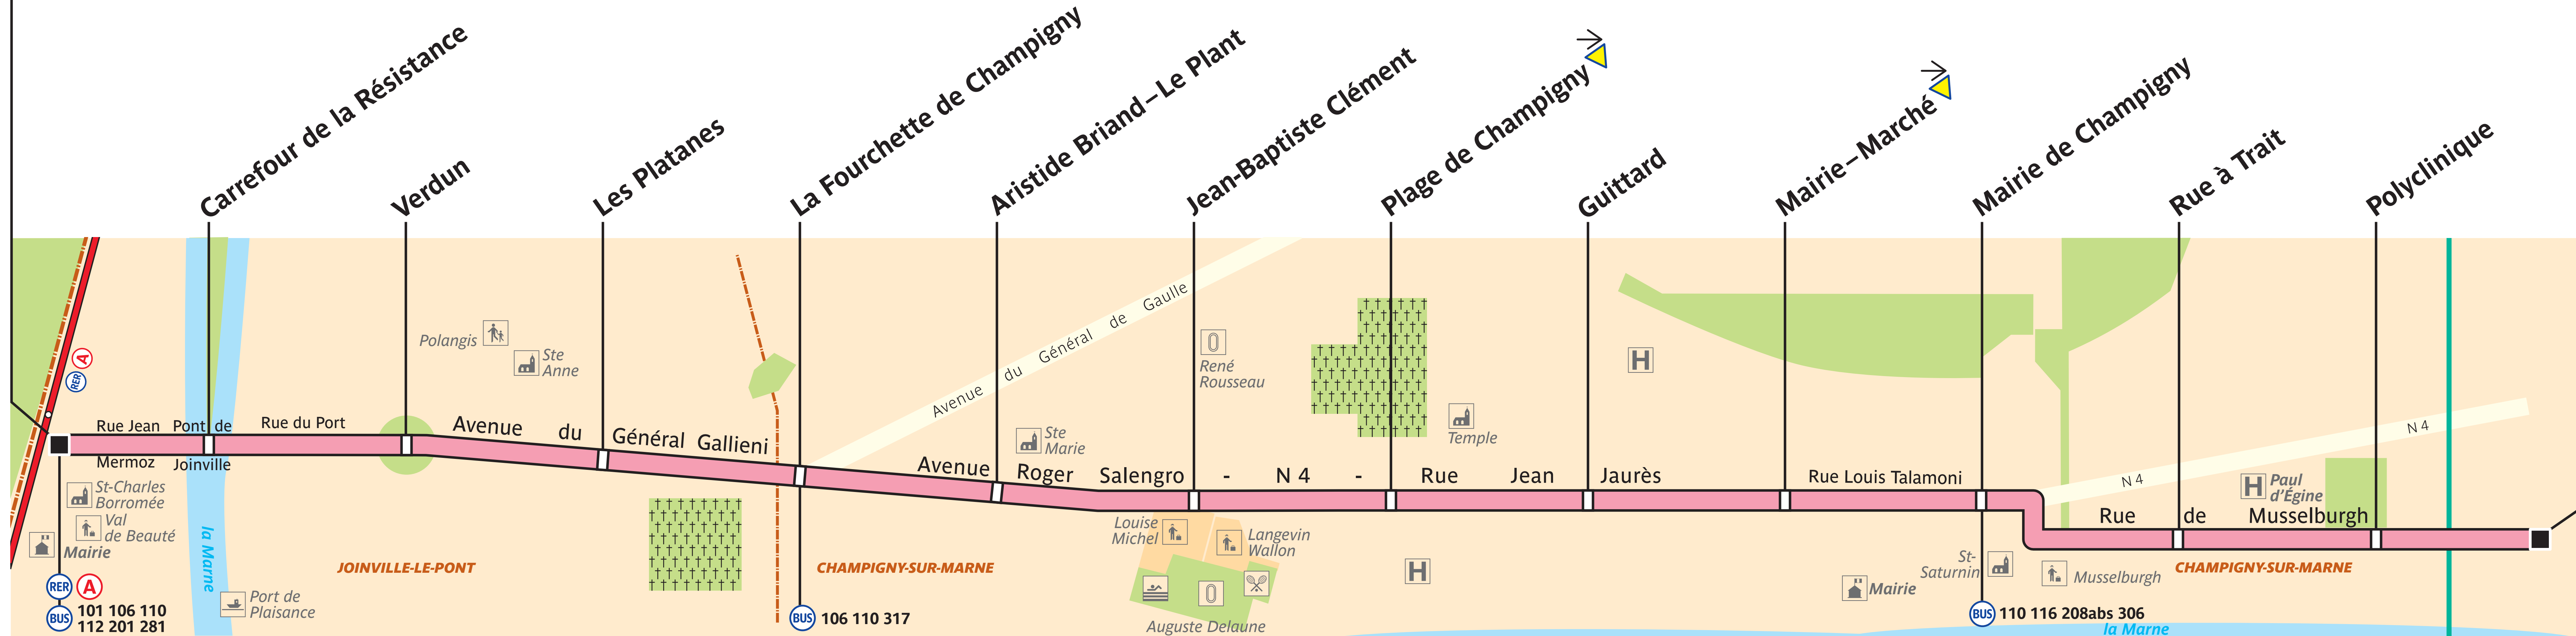 Carrefour de la Résistance
Verdun
Les Platanes
La Fourchette de Champigny
Aristide Briand–Le Plant
Jean-Baptiste Clément
Plage de Champigny
Guittard
Mairie–Marché
Mairie de Champigny
Rue à Trait
Polyclinique
RER A
Polangis
Ste
Anne
Avenue du Général de Gaulle
René
Rousseau
H
Temple
Rue Jean
Mermoz
Pont de
Joinville
Rue du Port
Avenue du Général Gallieni
Ste
Marie
Avenue Roger Salengro - N 4 - Rue Jean Jaurès
Rue Louis Talamoni
N 4
N 4
H
Paul
d'Égine
Rue de Musselburgh
St-Charles
Borromée
Val
de Beauté
Mairie
la Marne
Port de
Plaisance
JOINVILLE-LE-PONT
CHAMPIGNY-SUR-MARNE
Louise
Michel
Langevin
Wallon
Auguste Delaune
H
Mairie
St-
Saturnin
Musselburgh
CHAMPIGNY-SUR-MARNE
RER A
BUS 101 106 110
112 201 281
BUS 106 110 317
BUS 110 116 208abs 306
la Marne